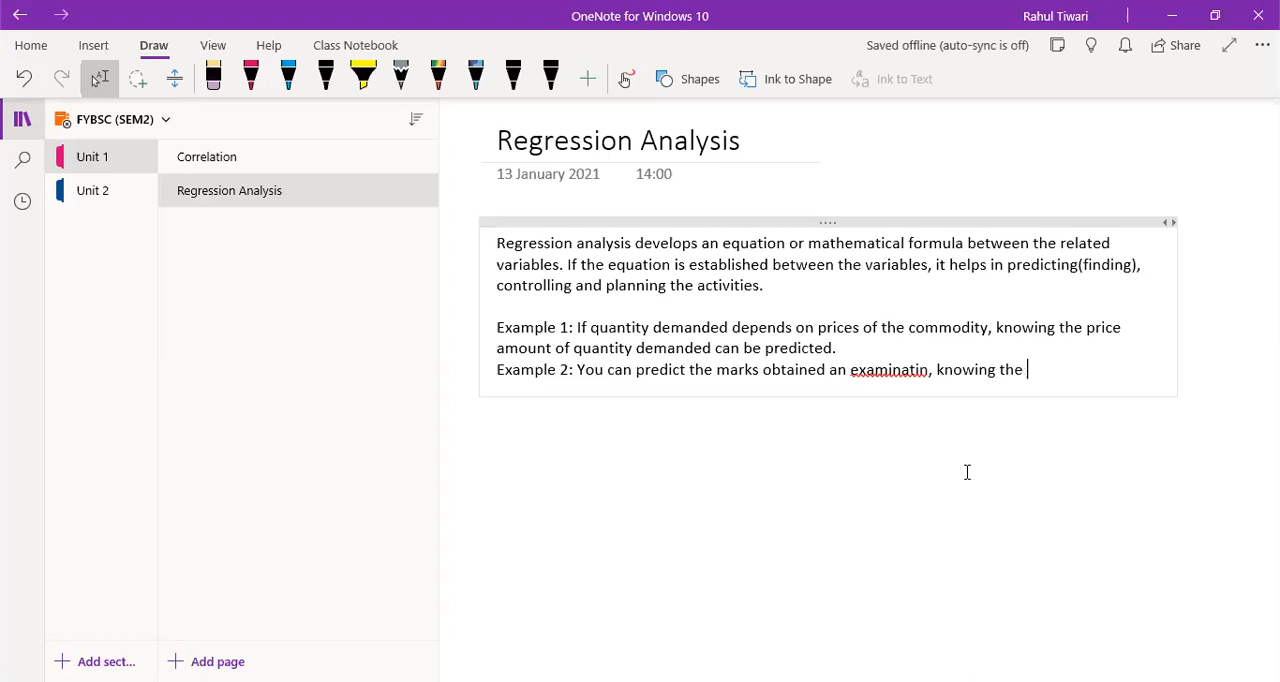 OneNote for Windows 10
Rahul Tiwari
Home Insert Draw View Help Class Notebook
Saved offline (auto-sync is off) Share
Shapes Ink to Shape Ink to Text
FYBSC (SEM2)
Unit 1
Unit 2
Correlation
Regression Analysis
Add sect...
Add page
Regression Analysis
13 January 2021 14:00
Regression analysis develops an equation or mathematical formula between the related
variables. If the equation is established between the variables, it helps in predicting(finding),
controlling and planning the activities.
Example 1: If quantity demanded depends on prices of the commodity, knowing the price
amount of quantity demanded can be predicted.
Example 2: You can predict the marks obtained an examinatin, knowing the